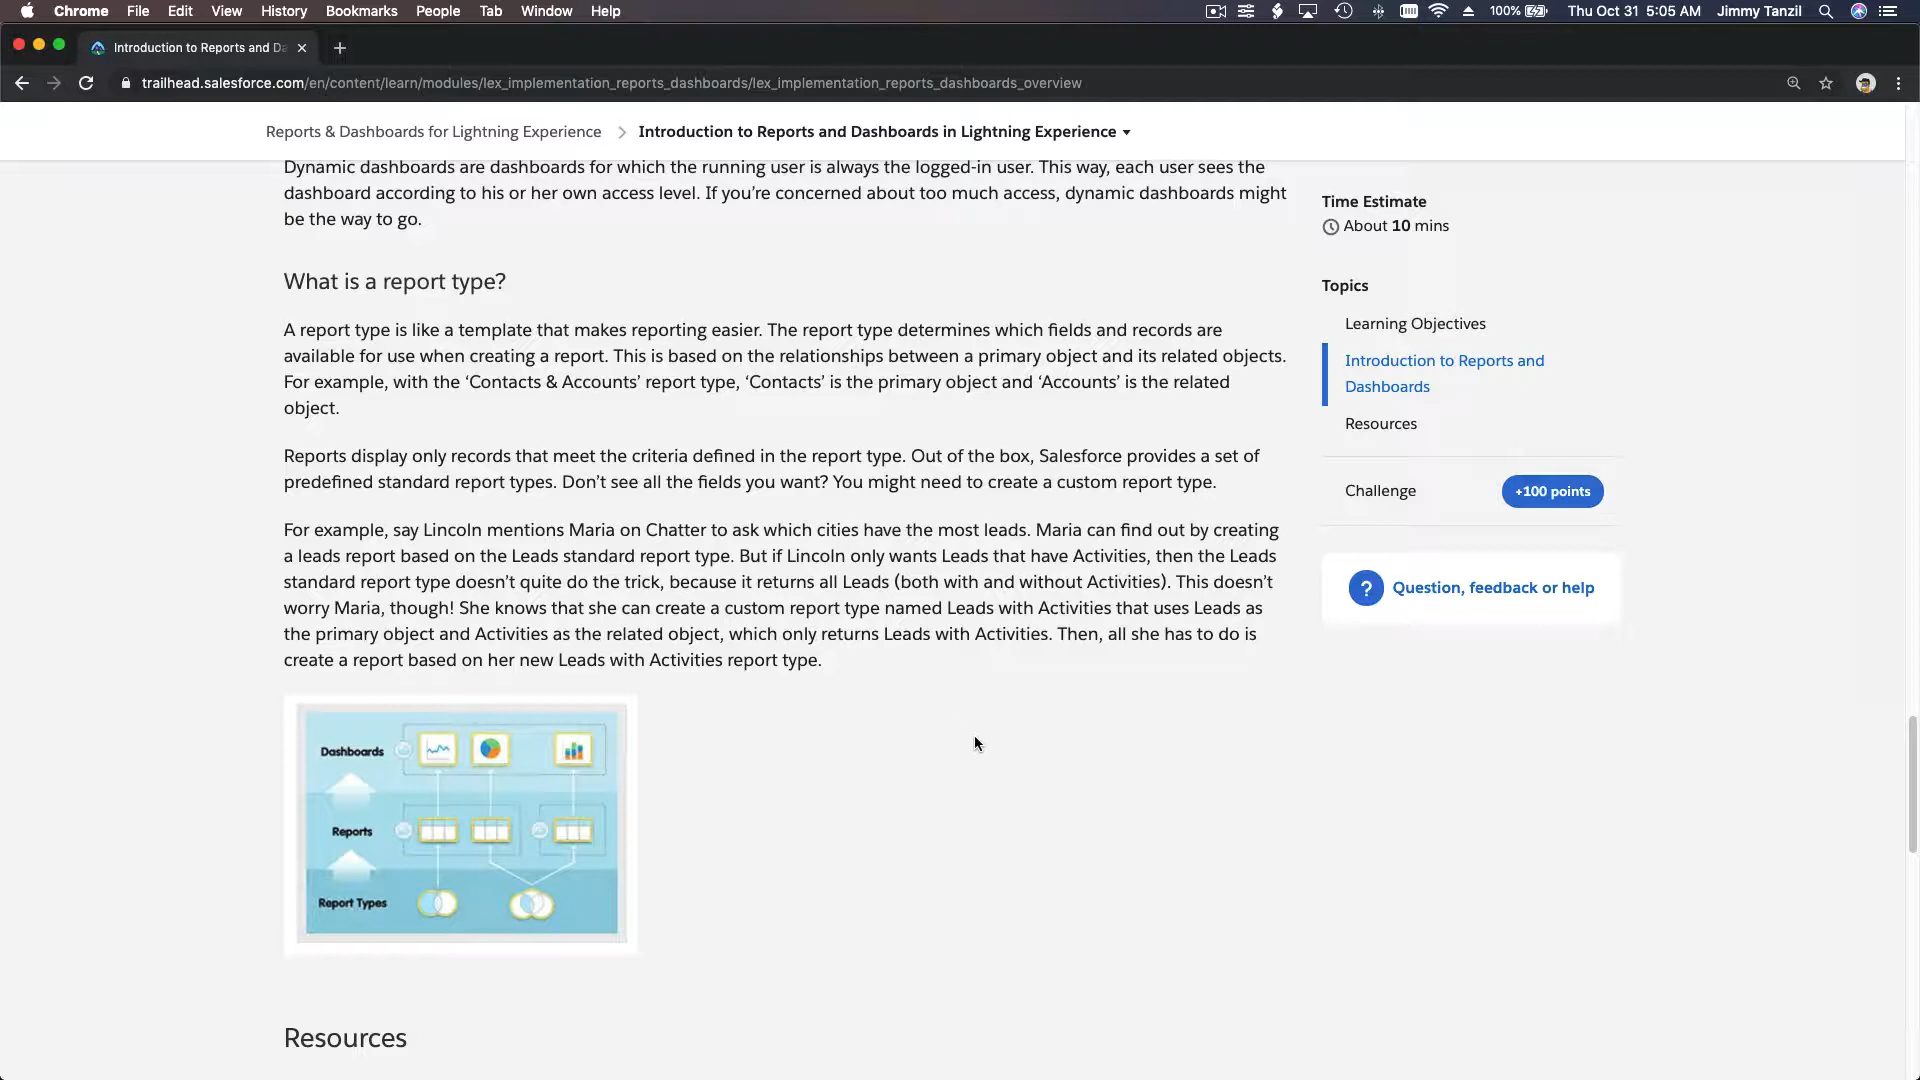 Chrome File Edit View History Bookmarks People Tab Window Help 100% Thu Oct 31 5:05 AM Jimmy Tanzil
Introduction to Reports and Da
trailhead.salesforce.com/en/content/learn/modules/lex_implementation_reports_dashboards/lex_implementation_reports_dashboards_overview
Reports & Dashboards for Lightning Experience > Introduction to Reports and Dashboards in Lightning Experience
Dynamic dashboards are dashboards for which the running user is always the logged-in user. This way, each user sees the
dashboard according to his or her own access level. If you’re concerned about too much access, dynamic dashboards might
be the way to go.
What is a report type?
A report type is like a template that makes reporting easier. The report type determines which fields and records are
available for use when creating a report. This is based on the relationships between a primary object and its related objects.
For example, with the ‘Contacts & Accounts’ report type, ‘Contacts’ is the primary object and ‘Accounts’ is the related
object.
Reports display only records that meet the criteria defined in the report type. Out of the box, Salesforce provides a set of
predefined standard report types. Don’t see all the fields you want? You might need to create a custom report type.
For example, say Lincoln mentions Maria on Chatter to ask which cities have the most leads. Maria can find out by creating
a leads report based on the Leads standard report type. But if Lincoln only wants Leads that have Activities, then the Leads
standard report type doesn’t quite do the trick, because it returns all Leads (both with and without Activities). This doesn’t
worry Maria, though! She knows that she can create a custom report type named Leads with Activities that uses Leads as
the primary object and Activities as the related object, which only returns Leads with Activities. Then, all she has to do is
create a report based on her new Leads with Activities report type.
Dashboards
Reports
Report Types
Resources
Time Estimate
About 10 mins
Topics
Learning Objectives
Introduction to Reports and
Dashboards
Resources
Challenge +100 points
? Question, feedback or help